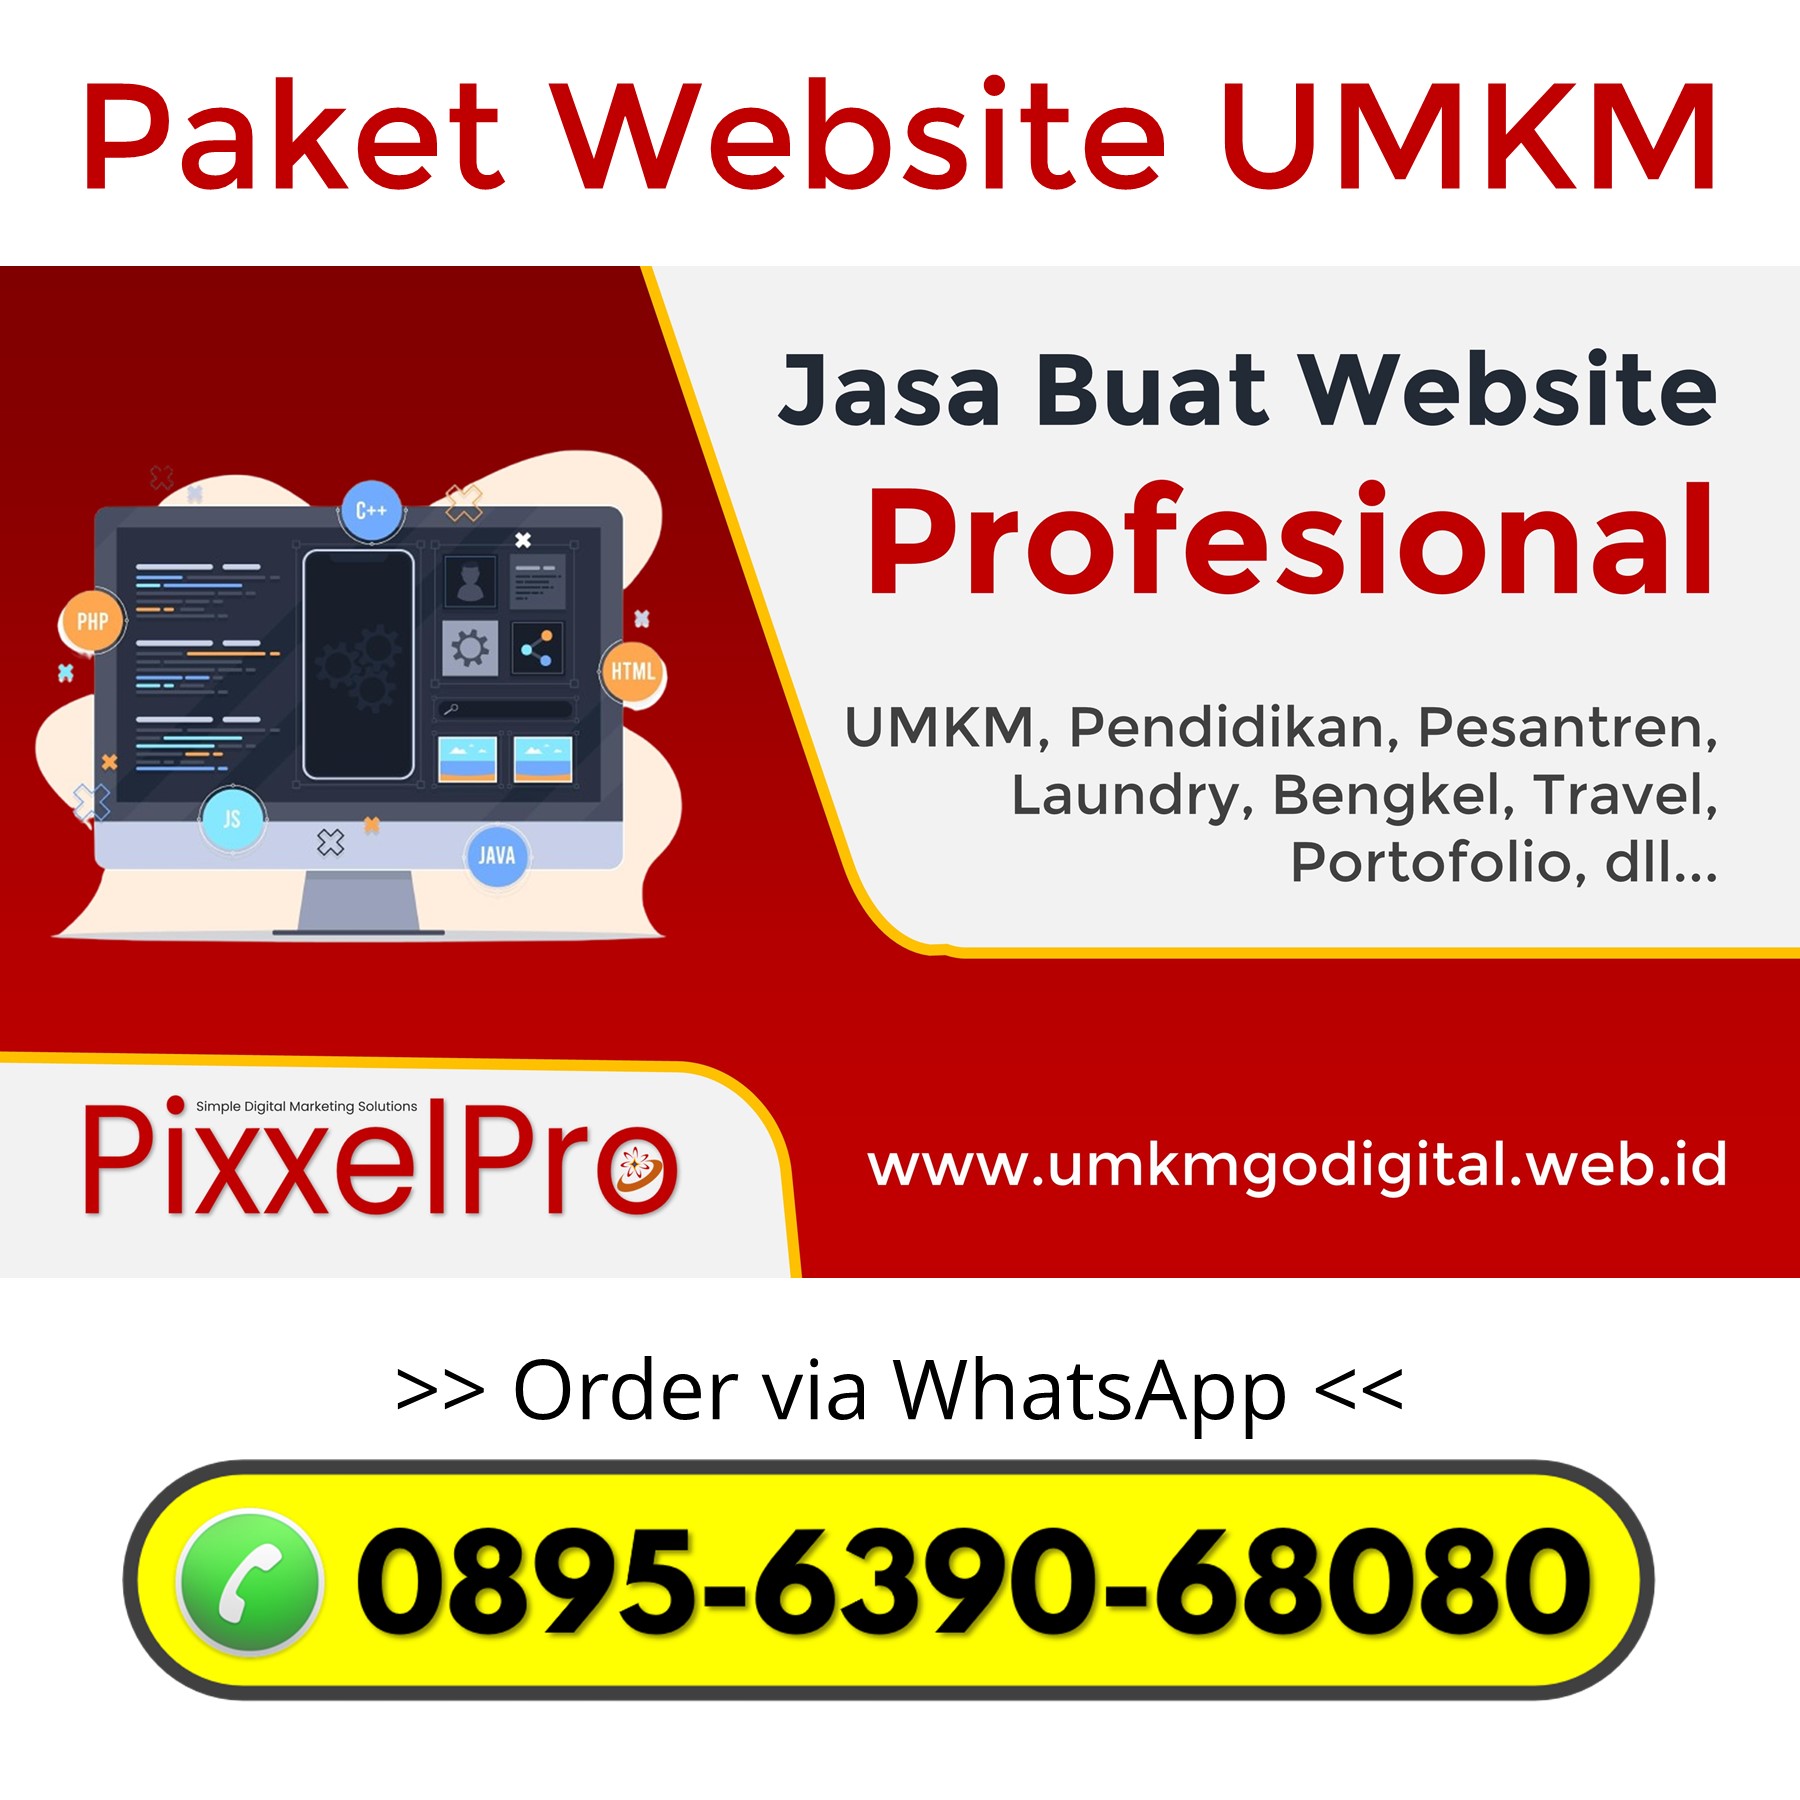 Paket Website UMKM
Jasa Buat Website
Profesional
C++
PHP
HTML
JS
JAVA
UMKM, Pendidikan, Pesantren,
Laundry, Bengkel, Travel,
Portofolio, dll...
Simple Digital Marketing Solutions
PixxelPro
www.umkmgodigital.web.id
>> Order via WhatsApp <<
0895-6390-68080